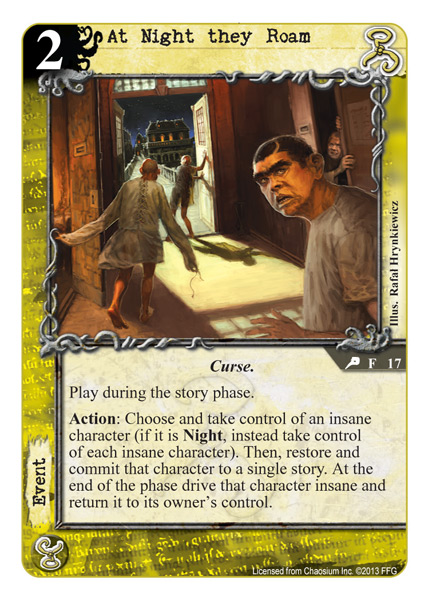 2
At Night they Roam
Illus. Rafał Hrynkiewicz
F 17
Curse.
Play during the story phase.
Action: Choose and take control of an insane
character (if it is Night, instead take control
of each insane character). Then, restore and
commit that character to a single story. At the
end of the phase drive that character insane and
return it to its owner’s control.
Event
Licensed from Chaosium Inc. ©2013 FFG